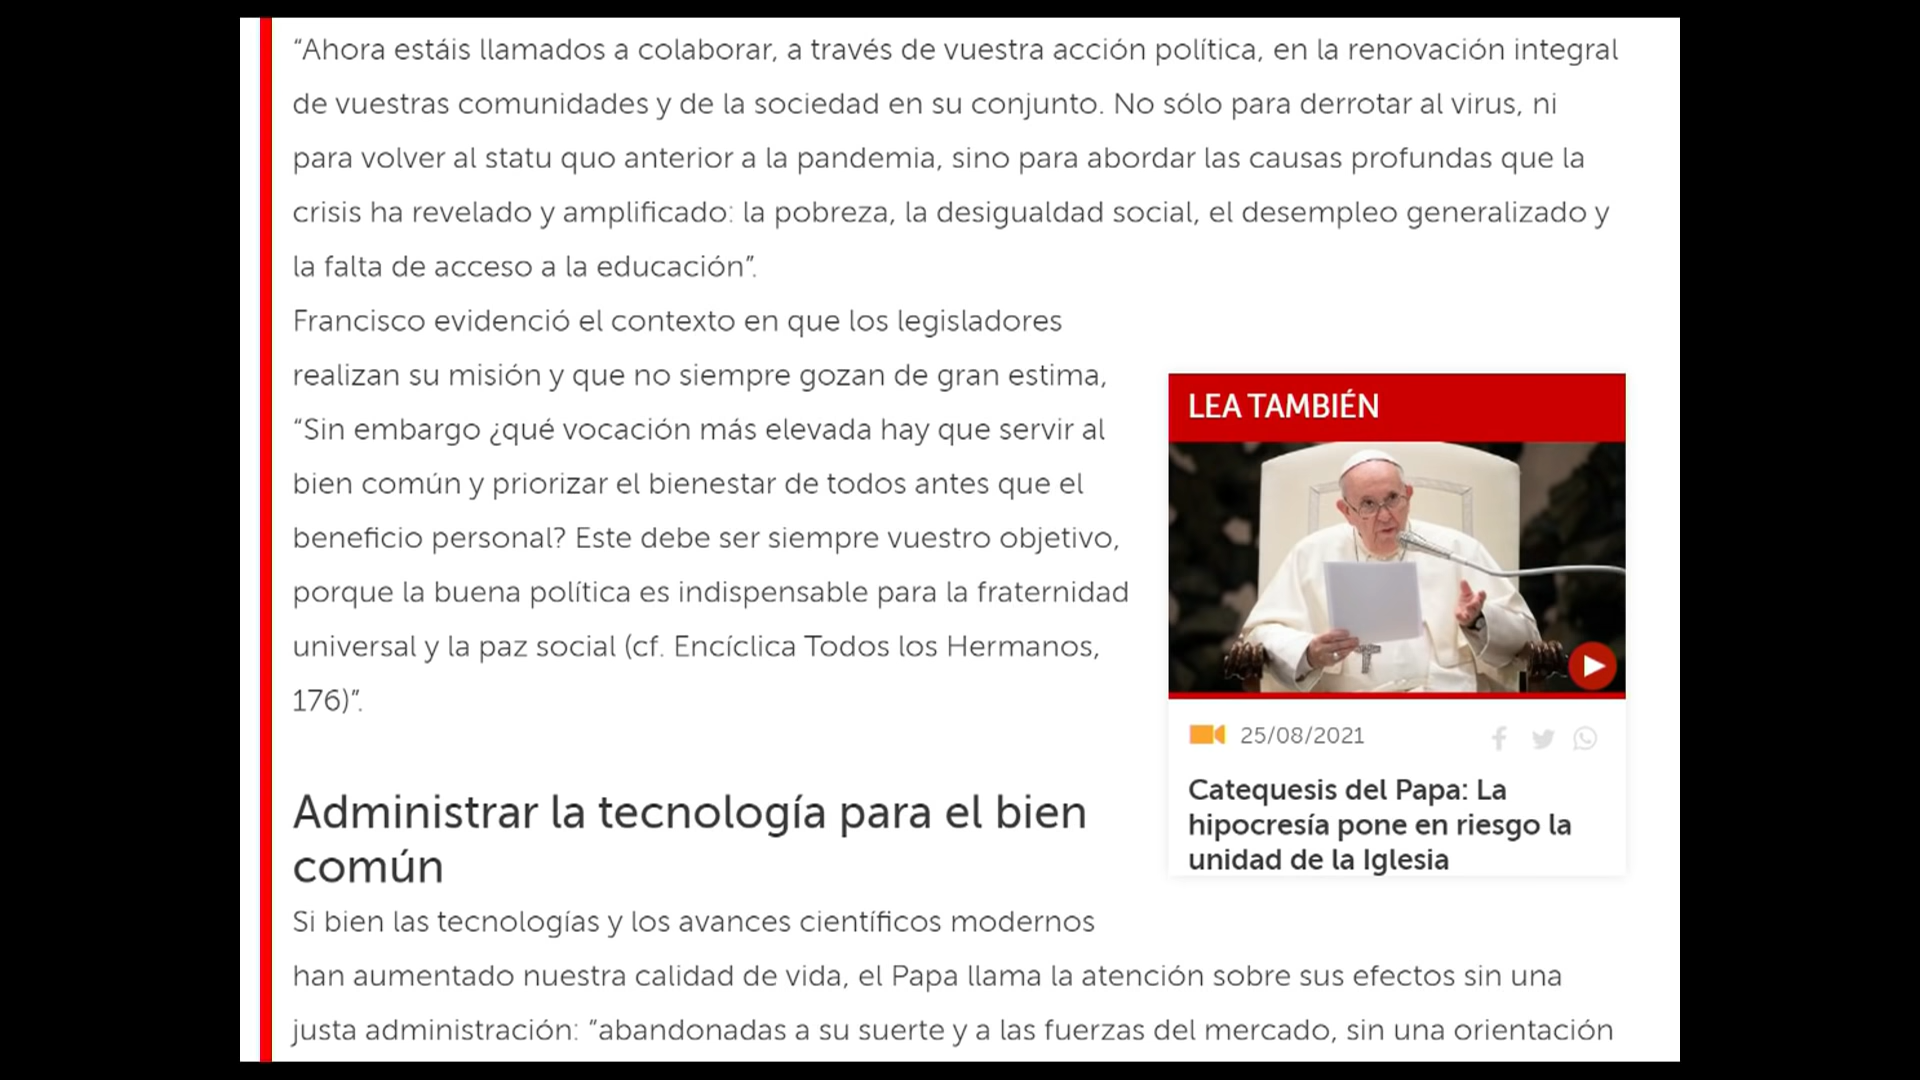 “Ahora estáis llamados a colaborar, a través de vuestra acción política, en la renovación integral
de vuestras comunidades y de la sociedad en su conjunto. No sólo para derrotar al virus, ni
para volver al statu quo anterior a la pandemia, sino para abordar las causas profundas que la
crisis ha revelado y amplificado: la pobreza, la desigualdad social, el desempleo generalizado y
la falta de acceso a la educación”.
Francisco evidenció el contexto en que los legisladores
realizan su misión y que no siempre gozan de gran estima,
“Sin embargo ¿qué vocación más elevada hay que servir al
bien común y priorizar el bienestar de todos antes que el
beneficio personal? Este debe ser siempre vuestro objetivo,
porque la buena política es indispensable para la fraternidad
universal y la paz social (cf. Encíclica Todos los Hermanos,
176)”.
LEA TAMBIÉN
25/08/2021
Catequesis del Papa: La
hipocresía pone en riesgo la
unidad de la Iglesia
Administrar la tecnología para el bien
común
Si bien las tecnologías y los avances científicos modernos
han aumentado nuestra calidad de vida, el Papa llama la atención sobre sus efectos sin una
justa administración: “abandonadas a su suerte y a las fuerzas del mercado, sin una orientación